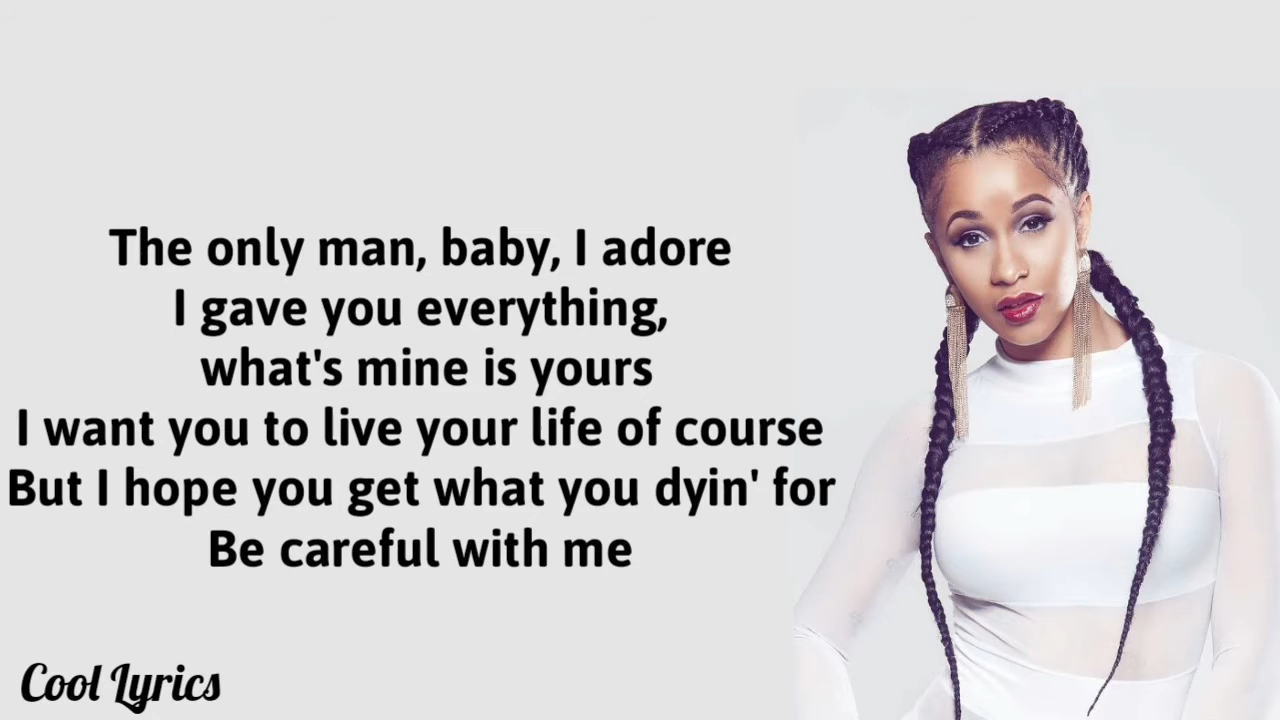 The only man, baby, I adore
I gave you everything,
what's mine is yours
I want you to live your life of course
But I hope you get what you dyin' for
Be careful with me
Cool Lyrics